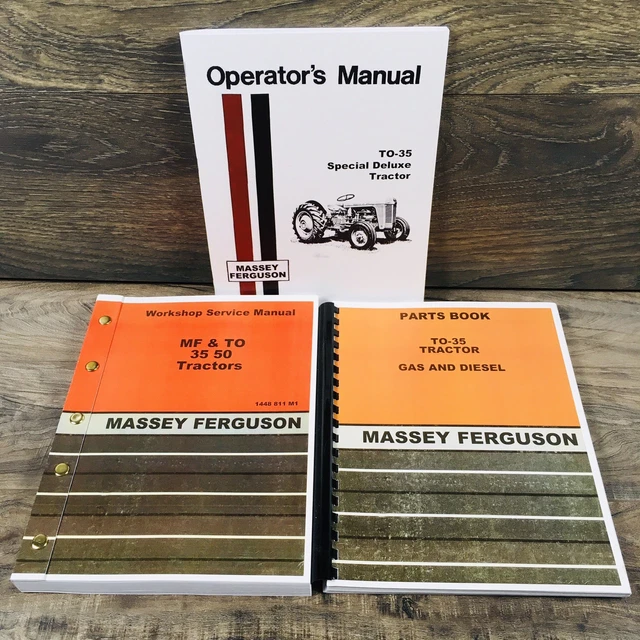 Operator's Manual
TO-35
Special Deluxe
Tractor
MASSEY
FERGUSON
Workshop Service Manual
MF & TO
35 50
Tractors
1448 811 M1
MASSEY FERGUSON
PARTS BOOK
TO-35
TRACTOR
GAS AND DIESEL
MASSEY FERGUSON